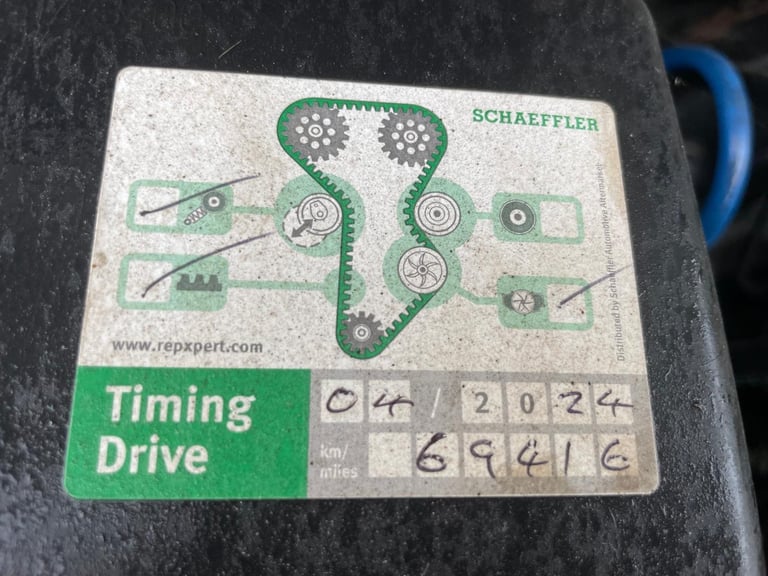 SCHAEFFLER
Distributed by Schaeffler Automotive Aftermarket
www.repxpert.com
Timing
Drive
04 / 2024
km/
miles
69416